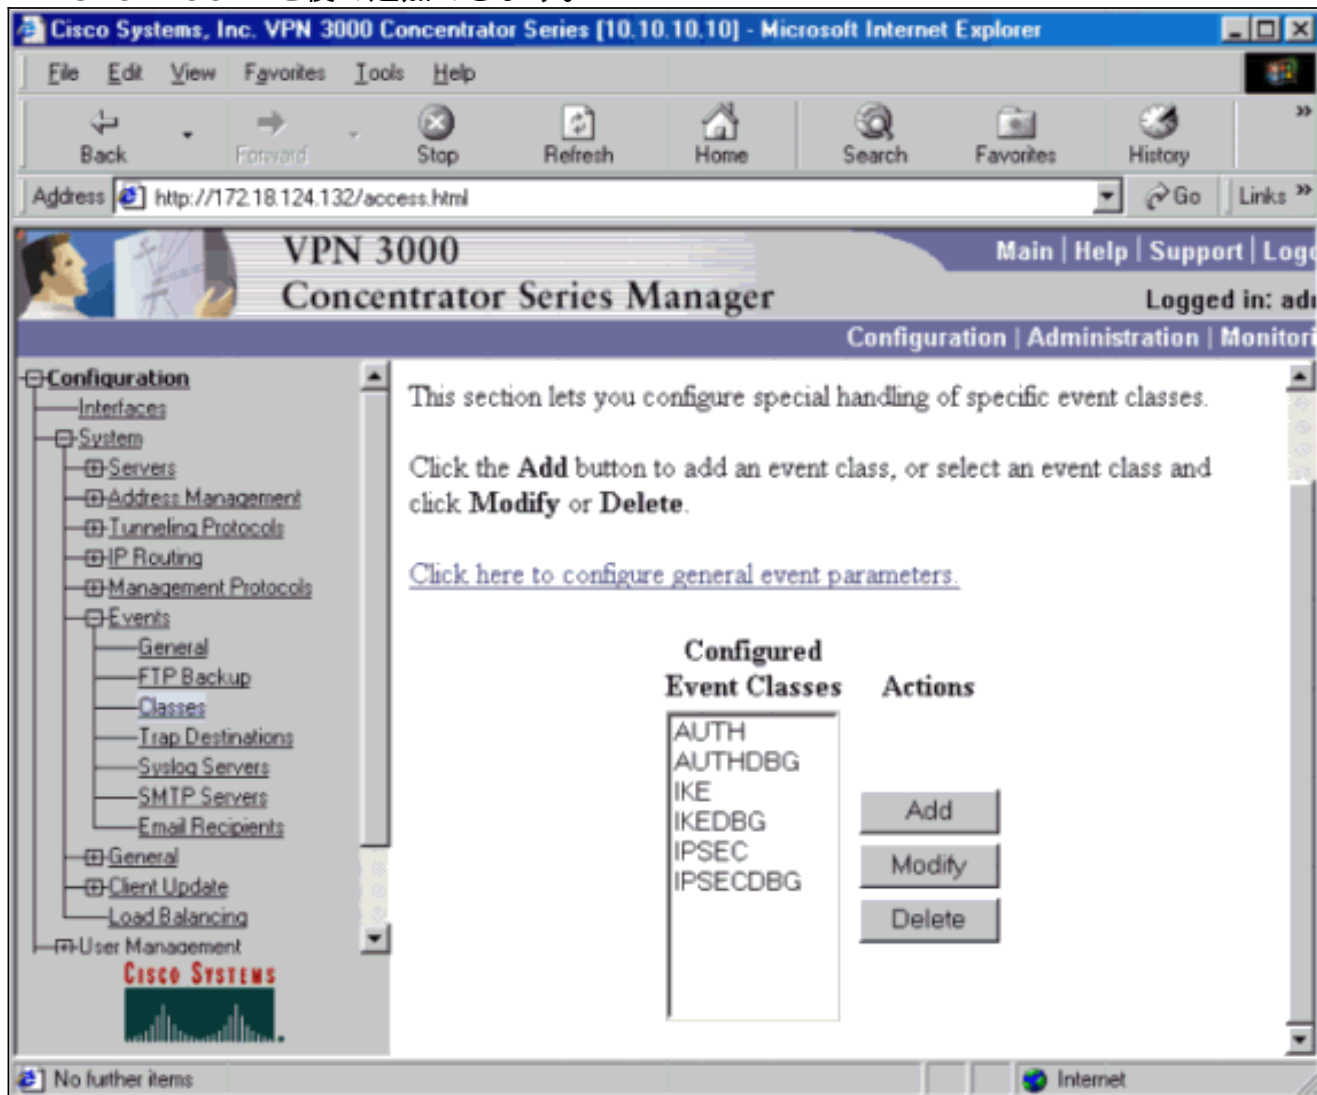 Cisco Systems, Inc. VPN 3000 Concentrator Series [10.10.10.10] - Microsoft Internet Explorer
File Edit View Favorites Tools Help
Back Forward Stop Refresh Home Search Favorites History »
Address http://172.18.124.132/access.html Go Links »
VPN 3000
Concentrator Series Manager
Main | Help | Support | Logo
Logged in: adı
Configuration | Administration | Monitori
Configuration
Interfaces
System
Servers
Address Management
Tunneling Protocols
IP Routing
Management Protocols
Events
General
FTP Backup
Classes
Trap Destinations
Syslog Servers
SMTP Servers
Email Recipients
General
Client Update
Load Balancing
User Management
CISCO SYSTEMS
This section lets you configure special handling of specific event classes.
Click the Add button to add an event class, or select an event class and
click Modify or Delete.
Click here to configure general event parameters.
Configured
Event Classes Actions
AUTH
AUTHDBG
IKE
IKEDBG
IPSEC
IPSECDBG
Add
Modify
Delete
No further items
Internet